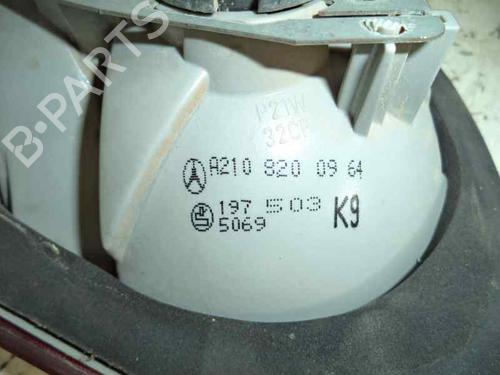 P21W
32CP
A210 820 09 64
197 503 K9
5069
B-PARTS